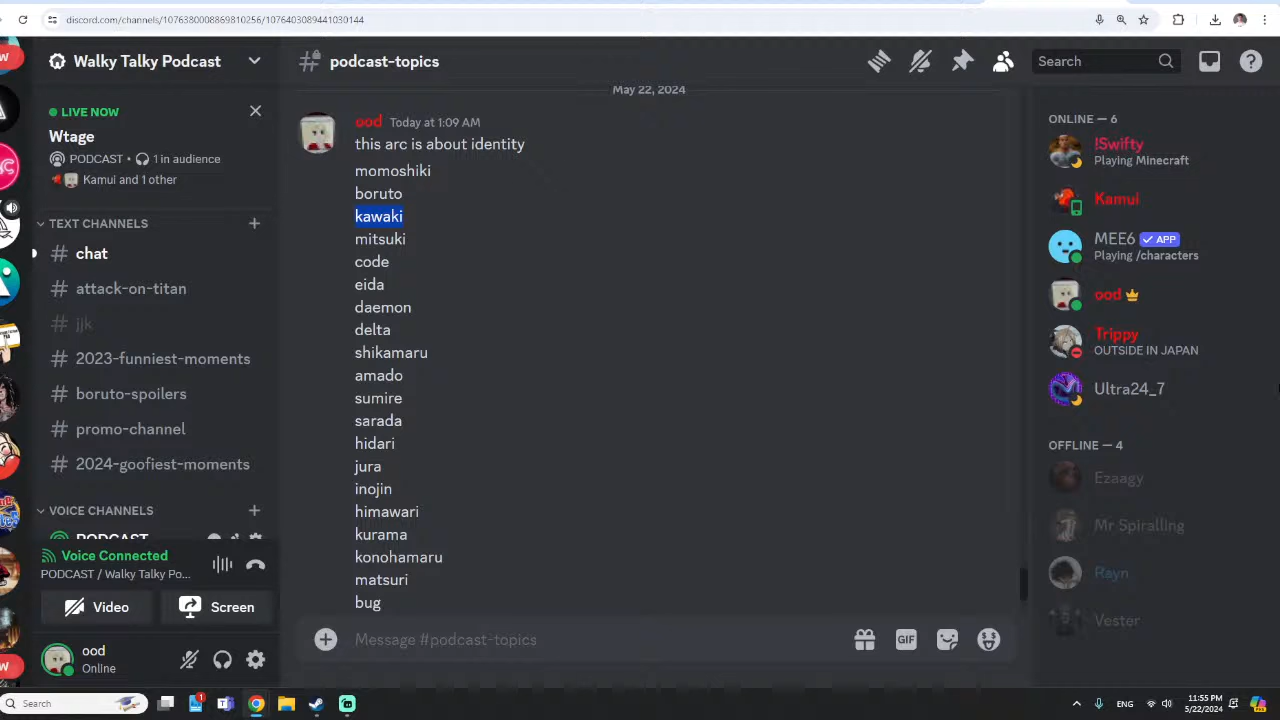 discord.com/channels/1076380008869810256/1076403089441030144
Walky Talky Podcast
LIVE NOW
Wtage
PODCAST • 1 in audience
Kamui and 1 other
TEXT CHANNELS
chat
attack-on-titan
jjk
2023-funniest-moments
boruto-spoilers
promo-channel
2024-goofiest-moments
VOICE CHANNELS
PODCAST
Voice Connected
PODCAST / Walky Talky Po...
Video
Screen
ood
Online
podcast-topics
Search
May 22, 2024
ood Today at 1:09 AM
this arc is about identity
momoshiki
boruto
kawaki
mitsuki
code
eida
daemon
delta
shikamaru
amado
sumire
sarada
hidari
jura
inojin
himawari
kurama
konohamaru
matsuri
bug
Message #podcast-topics
GIF
ONLINE — 6
!Swifty
Playing Minecraft
Kamui
MEE6 ✓ APP
Playing /characters
ood
Trippy
OUTSIDE IN JAPAN
Ultra24_7
OFFLINE — 4
Ezaagy
Mr Spiralling
Rayn
Vester
Search
1
ENG
11:55 PM
5/22/2024